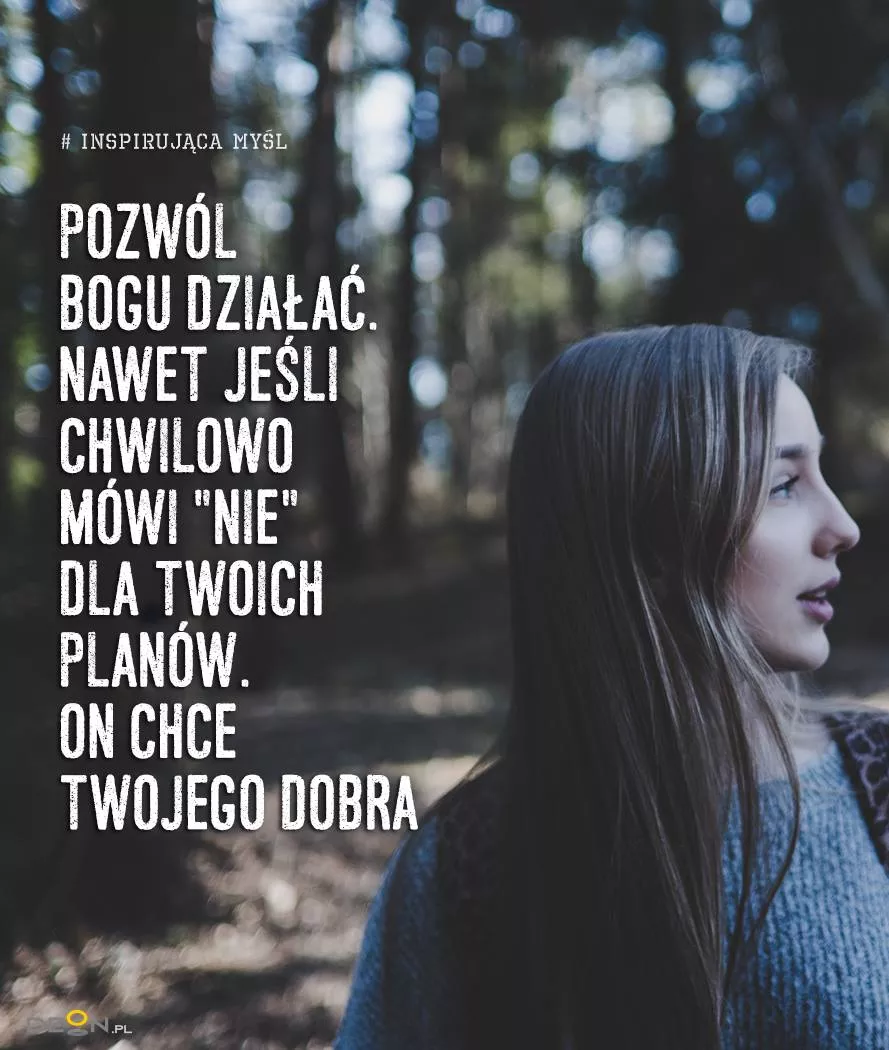 # INSPIRUJĄCA MYŚL
POZWÓL
BOGU DZIAŁAĆ.
NAWET JEŚLI
CHWILOWO
MÓWI "NIE"
DLA TWOICH
PLANÓW.
ON CHCE
TWOJEGO DOBRA
DEON.PL